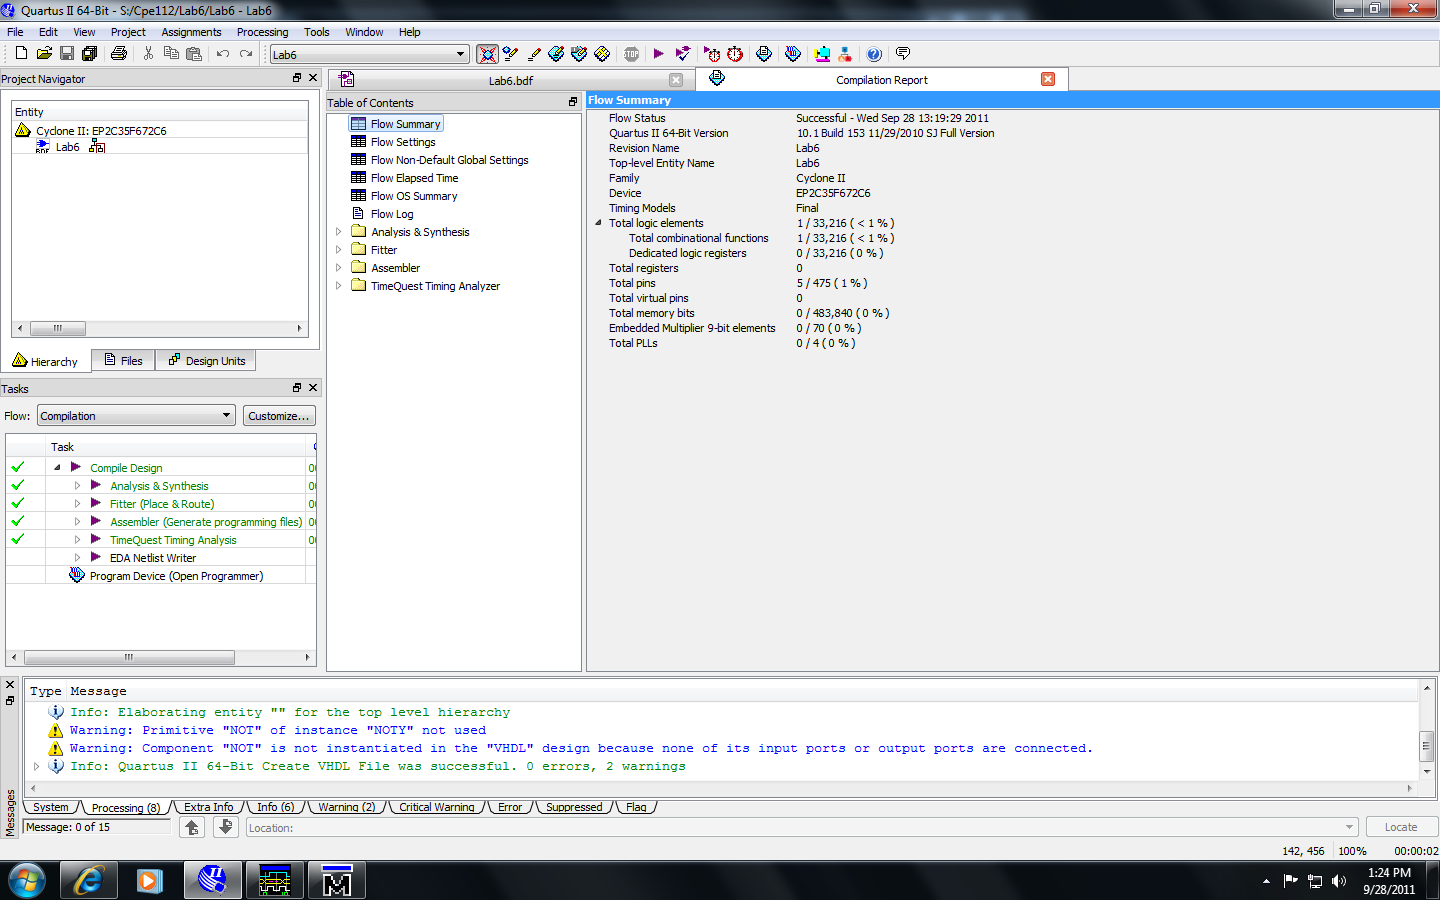 Quartus II 64-Bit - S:/Cpe112/Lab6/Lab6 - Lab6
File Edit View Project Assignments Processing Tools Window Help
Lab6
STOP
Project Navigator
Entity
Cyclone II: EP2C35F672C6
Lab6
Hierarchy Files Design Units
Tasks
Flow: Compilation Customize...
Task
Compile Design
Analysis & Synthesis
Fitter (Place & Route)
Assembler (Generate programming files)
TimeQuest Timing Analysis
EDA Netlist Writer
Program Device (Open Programmer)
Lab6.bdf Compilation Report
Table of Contents
Flow Summary
Flow Settings
Flow Non-Default Global Settings
Flow Elapsed Time
Flow OS Summary
Flow Log
Analysis & Synthesis
Fitter
Assembler
TimeQuest Timing Analyzer
Flow Summary
Flow Status Successful - Wed Sep 28 13:19:29 2011
Quartus II 64-Bit Version 10.1 Build 153 11/29/2010 SJ Full Version
Revision Name Lab6
Top-level Entity Name Lab6
Family Cyclone II
Device EP2C35F672C6
Timing Models Final
Total logic elements 1 / 33,216 ( < 1 % )
Total combinational functions 1 / 33,216 ( < 1 % )
Dedicated logic registers 0 / 33,216 ( 0 % )
Total registers 0
Total pins 5 / 475 ( 1 % )
Total virtual pins 0
Total memory bits 0 / 483,840 ( 0 % )
Embedded Multiplier 9-bit elements 0 / 70 ( 0 % )
Total PLLs 0 / 4 ( 0 % )
Type Message
Info: Elaborating entity "" for the top level hierarchy
Warning: Primitive "NOT" of instance "NOTY" not used
Warning: Component "NOT" is not instantiated in the "VHDL" design because none of its input ports or output ports are connected.
Info: Quartus II 64-Bit Create VHDL File was successful. 0 errors, 2 warnings
System Processing (8) Extra Info Info (6) Warning (2) Critical Warning Error Suppressed Flag
Messages
Message: 0 of 15 Location: Locate
142, 456 100% 00:00:02
1:24 PM
9/28/2011